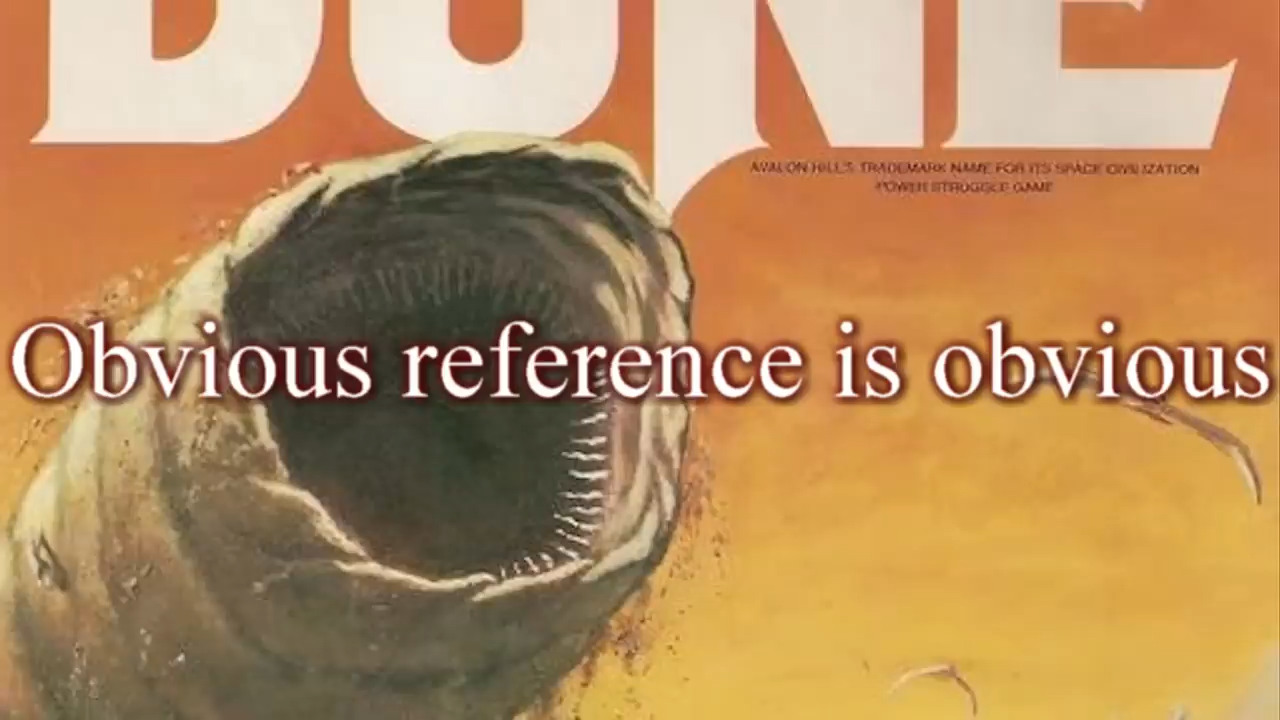 DUNE
AVALON HILL'S TRADEMARK NAME FOR ITS SPACE CIVILIZATION
POWER STRUGGLE GAME
Obvious reference is obvious